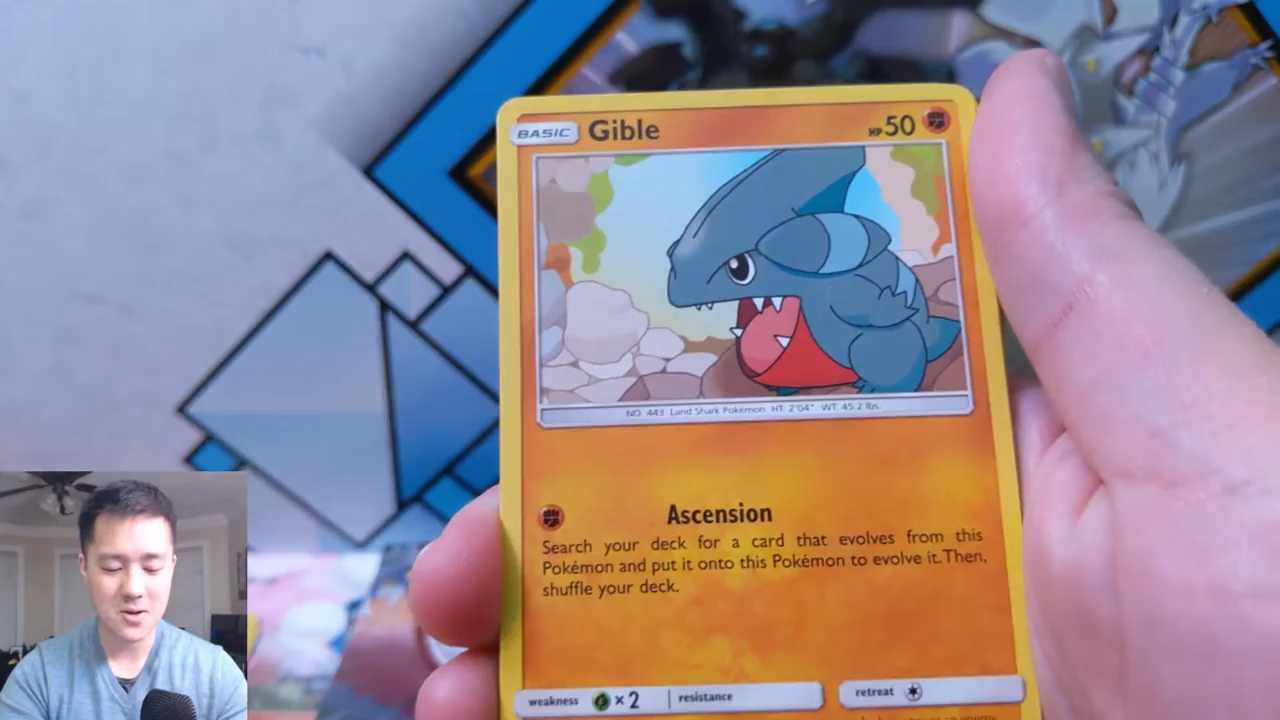 BASIC Gible HP 50
NO. 443 Land Shark Pokémon HT: 2'04" WT: 45.2 lbs.
Ascension
Search your deck for a card that evolves from this
Pokémon and put it onto this Pokémon to evolve it. Then,
shuffle your deck.
weakness ×2 resistance retreat